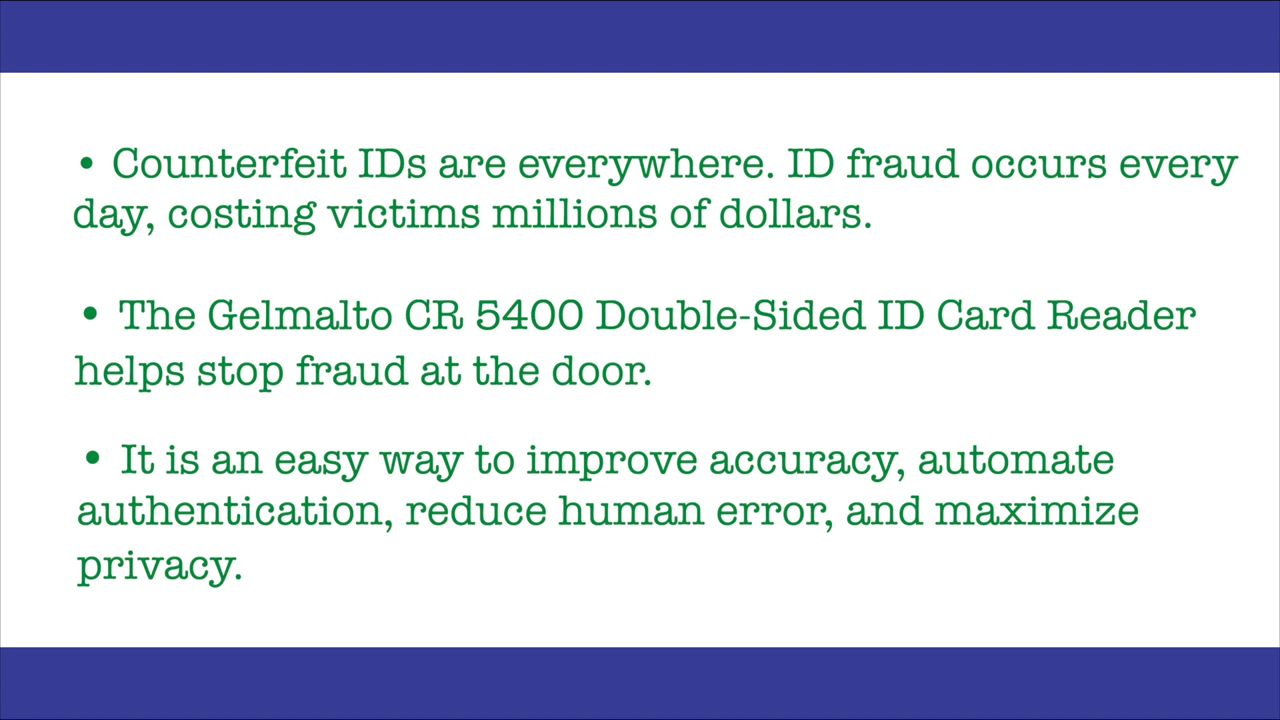 • Counterfeit IDs are everywhere. ID fraud occurs every
day, costing victims millions of dollars.
• The Gelmalto CR 5400 Double-Sided ID Card Reader
helps stop fraud at the door.
• It is an easy way to improve accuracy, automate
authentication, reduce human error, and maximize
privacy.